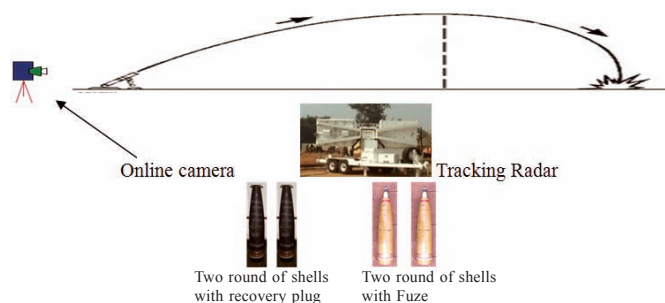 Online camera
Tracking Radar
Two round of shells
with recovery plug
Two round of shells
with Fuze